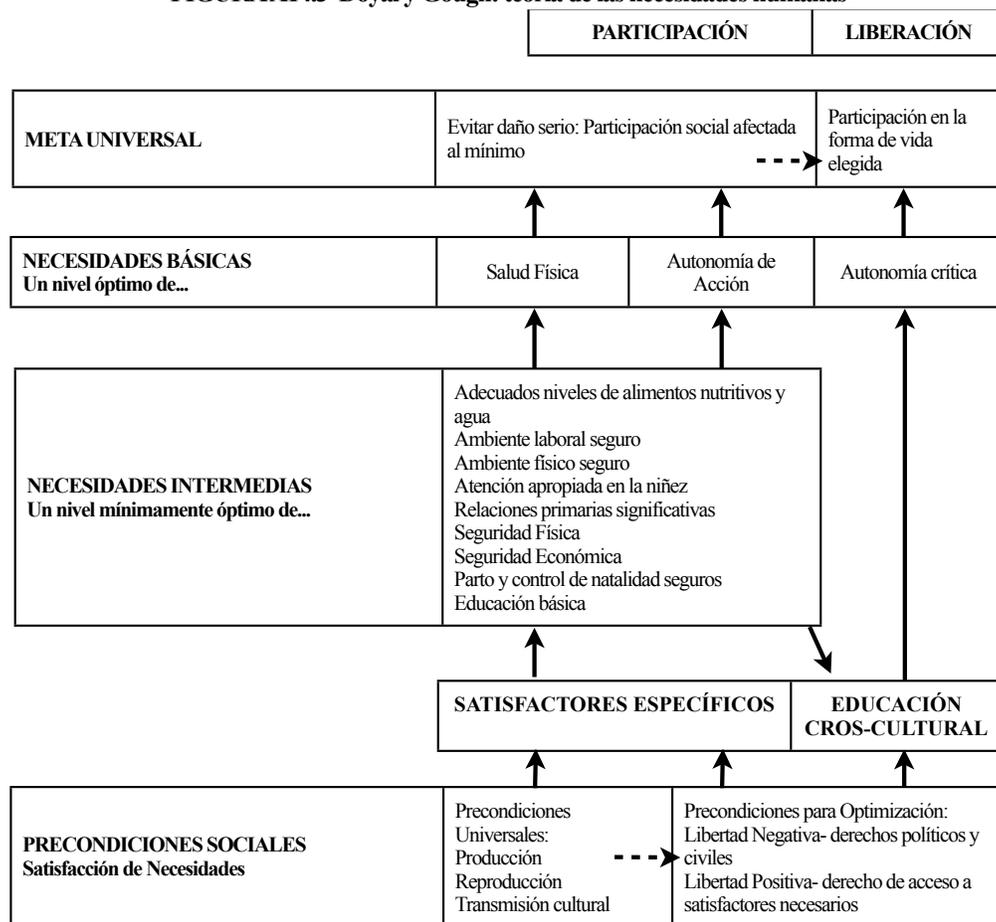 PARTICIPACIÓN
LIBERACIÓN
META UNIVERSAL
Evitar daño serio: Participación social afectada
al mínimo
Participación en la
forma de vida
elegida
NECESIDADES BÁSICAS
Un nivel óptimo de...
Salud Física
Autonomía de
Acción
Autonomía crítica
NECESIDADES INTERMEDIAS
Un nivel mínimamente óptimo de...
Adecuados niveles de alimentos nutritivos y
agua
Ambiente laboral seguro
Ambiente físico seguro
Atención apropiada en la niñez
Relaciones primarias significativas
Seguridad Física
Seguridad Económica
Parto y control de natalidad seguros
Educación básica
SATISFACTORES ESPECÍFICOS
EDUCACIÓN
CROS-CULTURAL
PRECONDICIONES SOCIALES
Satisfacción de Necesidades
Precondiciones
Universales:
Producción
Reproducción
Transmisión cultural
Precondiciones para Optimización:
Libertad Negativa- derechos políticos y
civiles
Libertad Positiva- derecho de acceso a
satisfactores necesarios